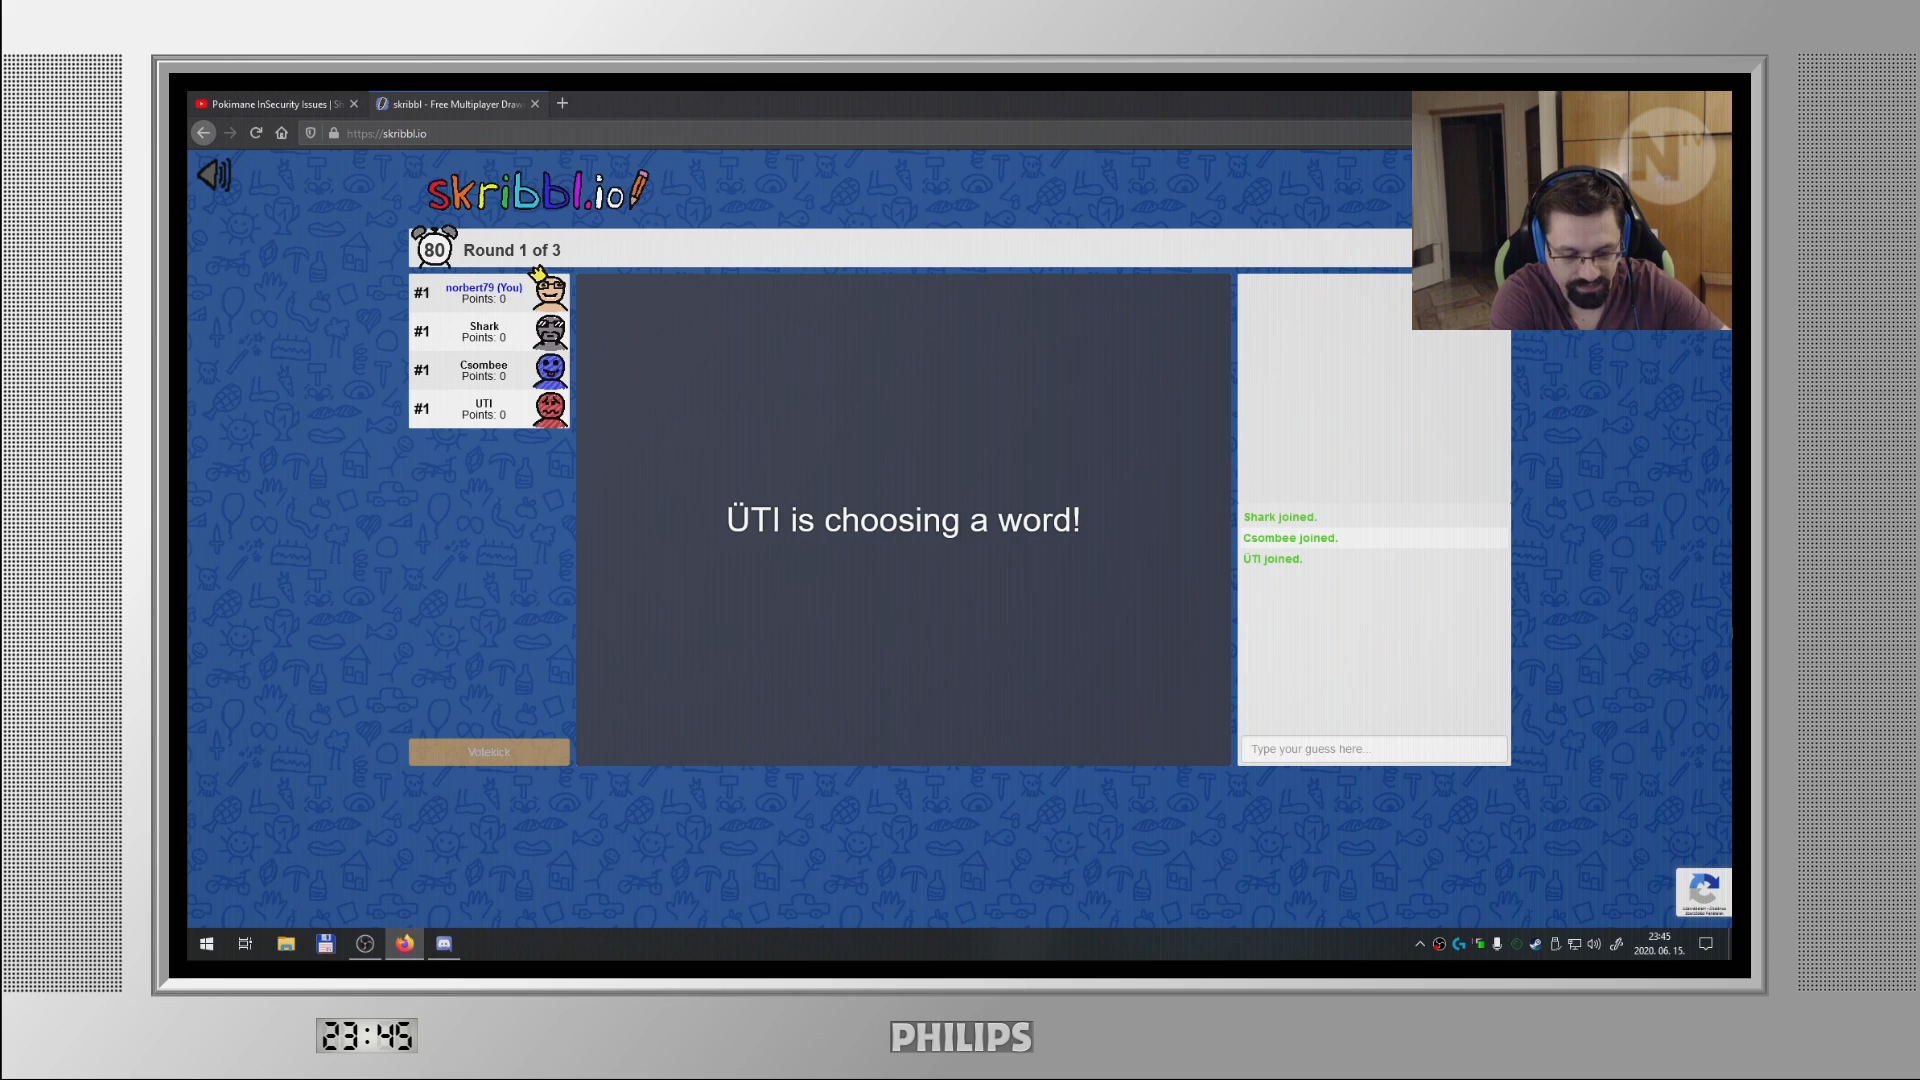 Pokimane InSecurity Issues | Sh
skribbl - Free Multiplayer Draw
https://skribbl.io
N TV
skribbl.io
80
Round 1 of 3
#1
norbert79 (You)
Points: 0
#1
Shark
Points: 0
#1
Csombee
Points: 0
#1
ÜTI
Points: 0
ÜTI is choosing a word!
Shark joined.
Csombee joined.
ÜTI joined.
Votekick
Type your guess here...
23:45
2020. 06. 15.
23:45
PHILIPS